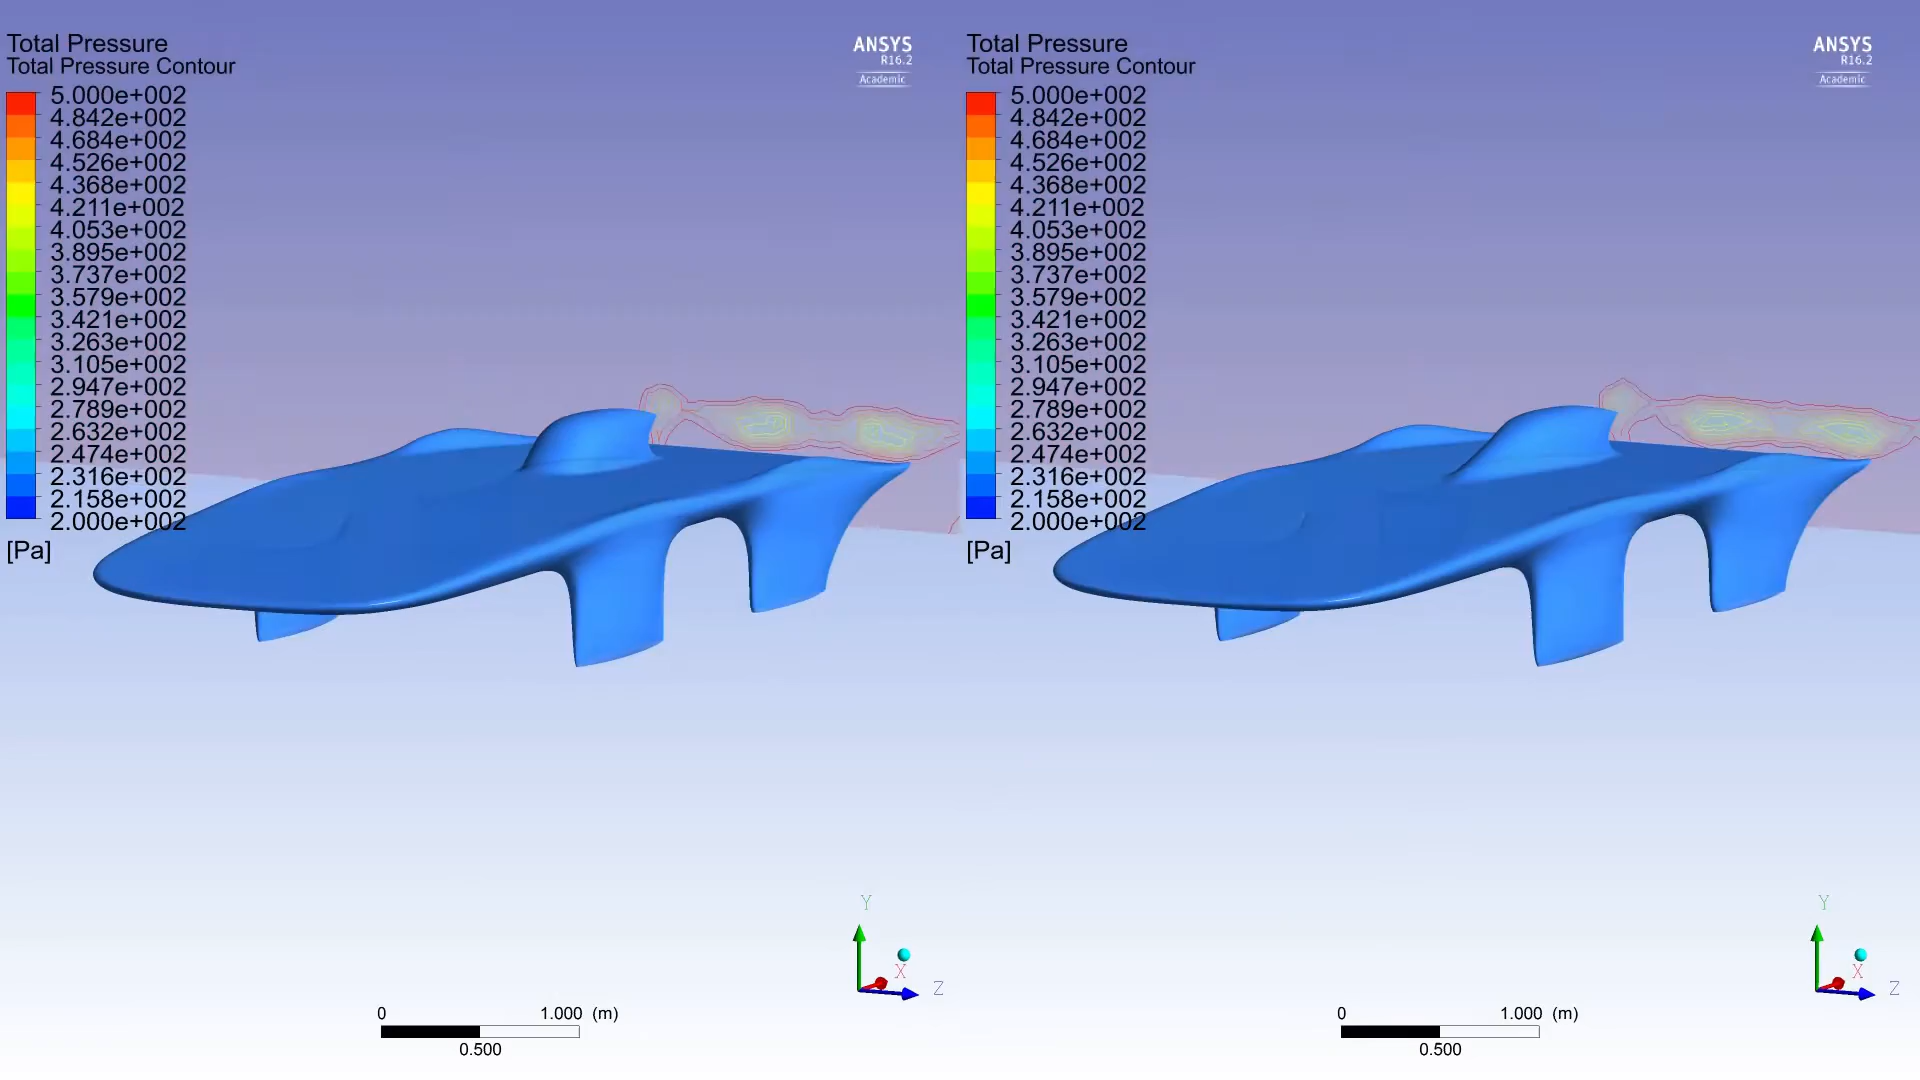 Total Pressure
Total Pressure Contour
5.000e+002
4.842e+002
4.684e+002
4.526e+002
4.368e+002
4.211e+002
4.053e+002
3.895e+002
3.737e+002
3.579e+002
3.421e+002
3.263e+002
3.105e+002
2.947e+002
2.789e+002
2.632e+002
2.474e+002
2.316e+002
2.158e+002
2.000e+002
[Pa]
ANSYS
R16.2
Academic
Y
X
Z
0 1.000 (m)
0.500
Total Pressure
Total Pressure Contour
5.000e+002
4.842e+002
4.684e+002
4.526e+002
4.368e+002
4.211e+002
4.053e+002
3.895e+002
3.737e+002
3.579e+002
3.421e+002
3.263e+002
3.105e+002
2.947e+002
2.789e+002
2.632e+002
2.474e+002
2.316e+002
2.158e+002
2.000e+002
[Pa]
ANSYS
R16.2
Academic
Y
X
Z
0 1.000 (m)
0.500